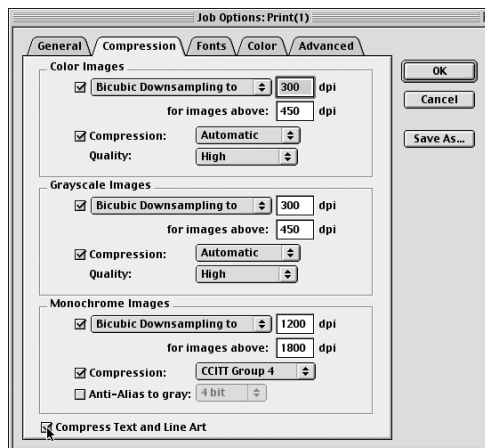 Job Options: Print(1)
General Compression Fonts Color Advanced
Color Images
Bicubic Downsampling to 300 dpi
for images above: 450 dpi
Compression: Automatic
Quality: High
Grayscale Images
Bicubic Downsampling to 300 dpi
for images above: 450 dpi
Compression: Automatic
Quality: High
Monochrome Images
Bicubic Downsampling to 1200 dpi
for images above: 1800 dpi
Compression: CCITT Group 4
Anti-Alias to gray: 4 bit
Compress Text and Line Art
OK
Cancel
Save As...